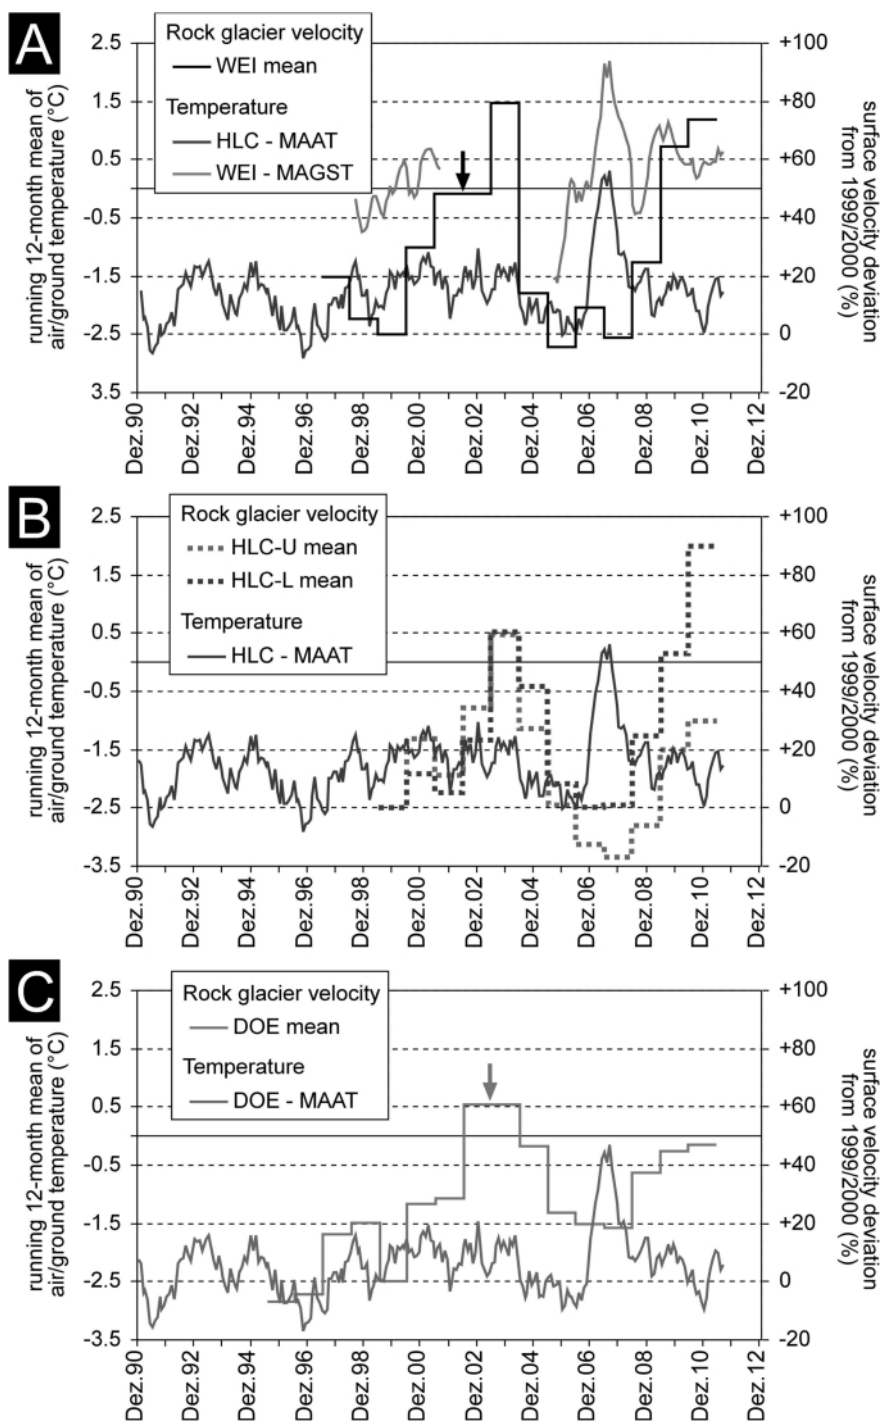 A
Rock glacier velocity
WEI mean
Temperature
HLC - MAAT
WEI - MAGST
running 12-month mean of
air/ground temperature (°C)
2.5
1.5
0.5
-0.5
-1.5
-2.5
3.5
+100
+80
+60
+40
+20
0
-20
surface velocity deviation
from 1999/2000 (%)
Dez.90
Dez.92
Dez.94
Dez.96
Dez.98
Dez.00
Dez.02
Dez.04
Dez.06
Dez.08
Dez.10
Dez.12
B
Rock glacier velocity
HLC-U mean
HLC-L mean
Temperature
HLC - MAAT
running 12-month mean of
air/ground temperature (°C)
2.5
1.5
0.5
-0.5
-1.5
-2.5
-3.5
+100
+80
+60
+40
+20
0
-20
surface velocity deviation
from 1999/2000 (%)
Dez.90
Dez.92
Dez.94
Dez.96
Dez.98
Dez.00
Dez.02
Dez.04
Dez.06
Dez.08
Dez.10
Dez.12
C
Rock glacier velocity
DOE mean
Temperature
DOE - MAAT
running 12-month mean of
air/ground temperature (°C)
2.5
1.5
0.5
-0.5
-1.5
-2.5
-3.5
+100
+80
+60
+40
+20
0
-20
surface velocity deviation
from 1999/2000 (%)
Dez.90
Dez.92
Dez.94
Dez.96
Dez.98
Dez.00
Dez.02
Dez.04
Dez.06
Dez.08
Dez.10
Dez.12